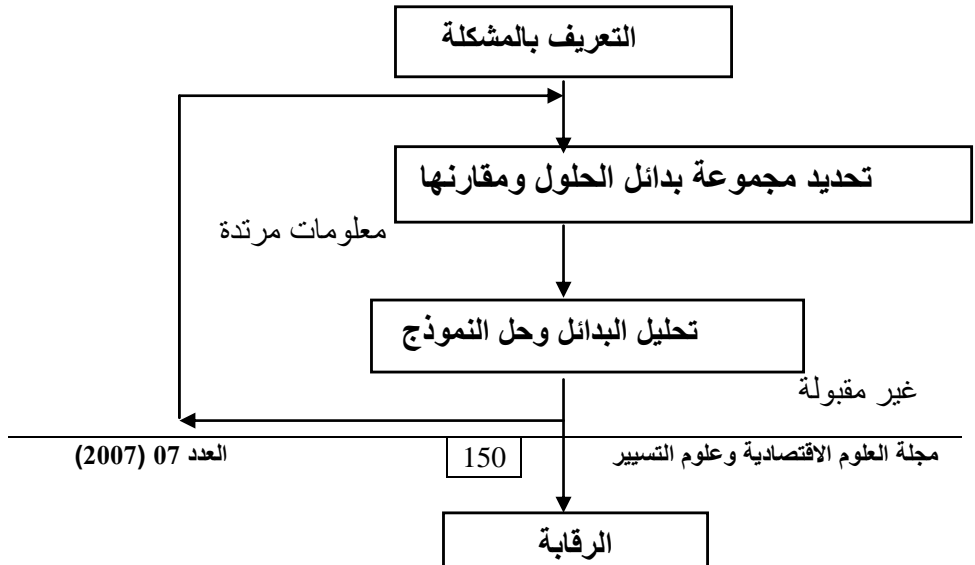 التعريف بالمشكلة
تحديد مجموعة بدائل الحلول ومقارنها
معلومات مرتدة
تحليل البدائل وحل النموذج
غير مقبولة
مجلة العلوم الاقتصادية وعلوم التسيير 150 العدد 07 (2007)
الرقابة